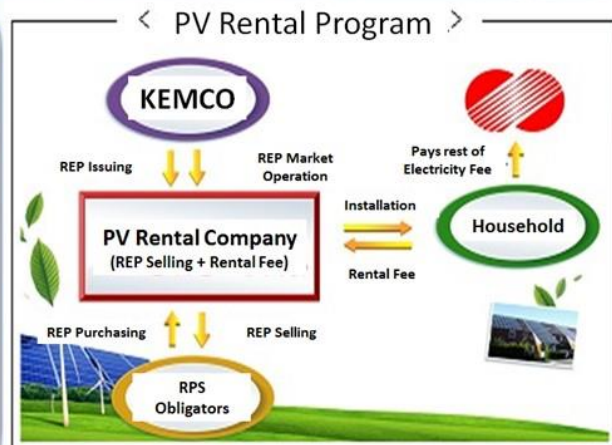 < PV Rental Program >
KEMCO
REP Issuing
REP Market
Operation
Pays rest of
Electricity Fee
PV Rental Company
(REP Selling + Rental Fee)
Installation
Rental Fee
Household
REP Purchasing
REP Selling
RPS
Obligators